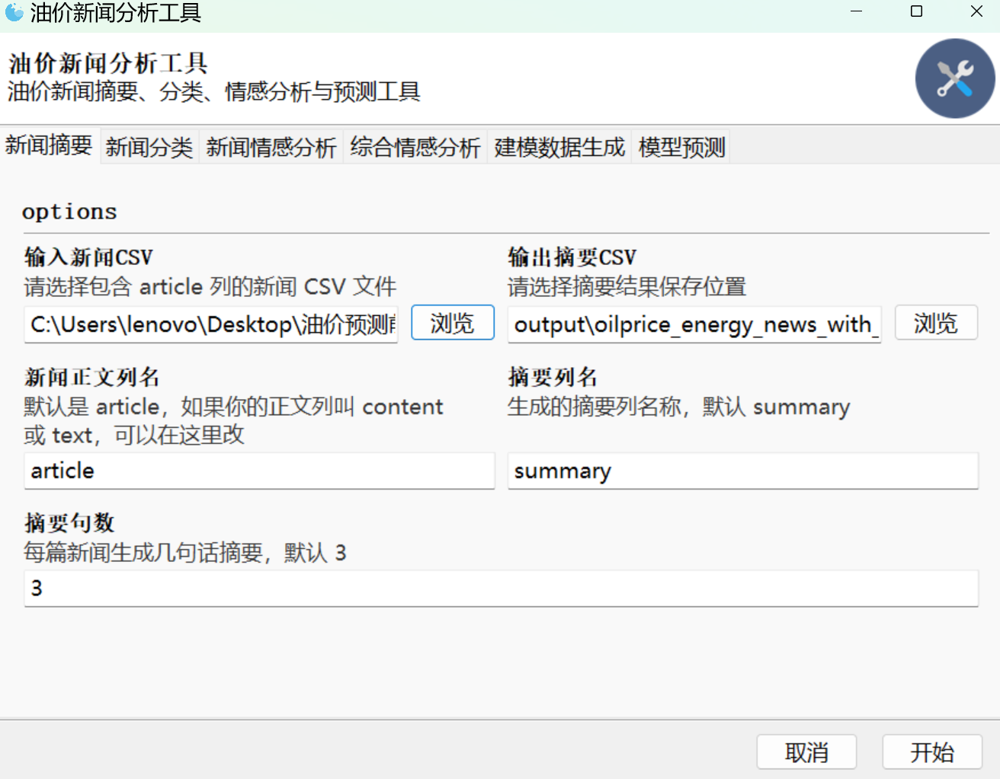 油价新闻分析工具
油价新闻分析工具
油价新闻摘要、分类、情感分析与预测工具
新闻摘要 新闻分类 新闻情感分析 综合情感分析 建模数据生成 模型预测
options
输入新闻CSV 输出摘要CSV
请选择包含 article 列的新闻 CSV 文件 请选择摘要结果保存位置
C:\Users\lenovo\Desktop\油价预测 浏览 output\oilprice_energy_news_with_ 浏览
新闻正文列名 摘要列名
默认是 article，如果你的正文列叫 content 生成的摘要列名称，默认 summary
或 text，可以在这里改
article summary
摘要句数
每篇新闻生成几句话摘要，默认 3
3
取消 开始